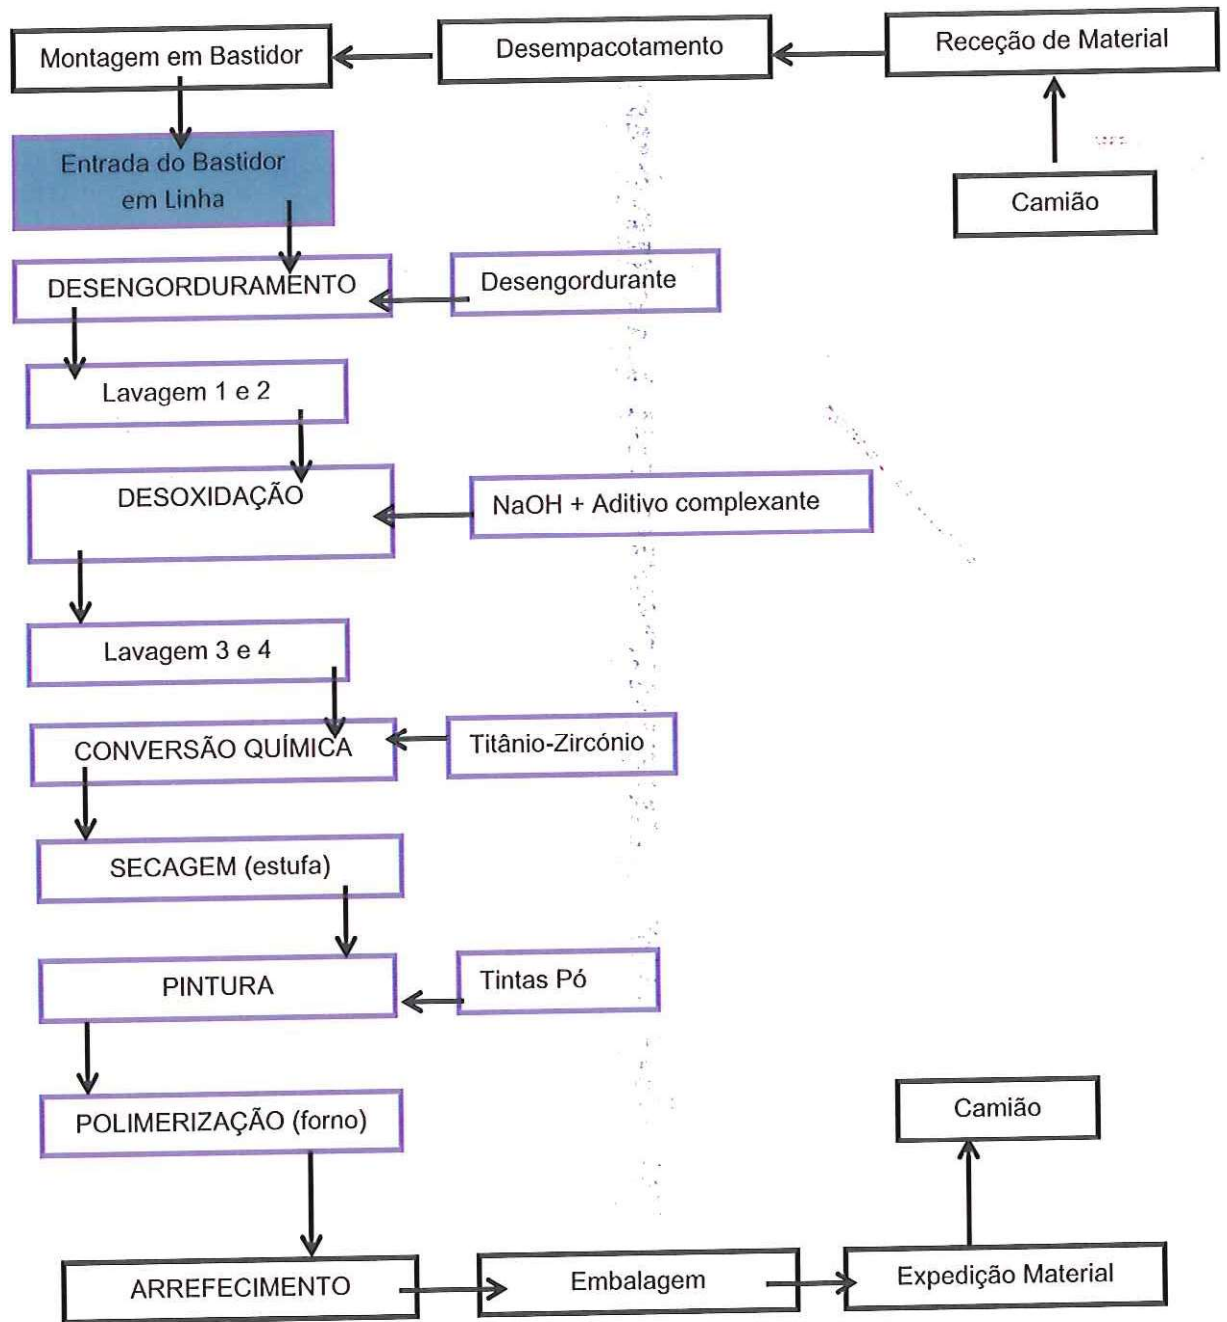 Montagem em Bastidor
Desempacotamento
Receção de Material
Entrada do Bastidor
em Linha
Camião
DESENGORDURAMENTO
Desengordurante
Lavagem 1 e 2
DESOXIDAÇÃO
NaOH + Aditivo complexante
Lavagem 3 e 4
CONVERSÃO QUÍMICA
Titânio-Zircónio
SECAGEM (estufa)
PINTURA
Tintas Pó
POLIMERIZAÇÃO (forno)
Camião
ARREFECIMENTO
Embalagem
Expedição Material